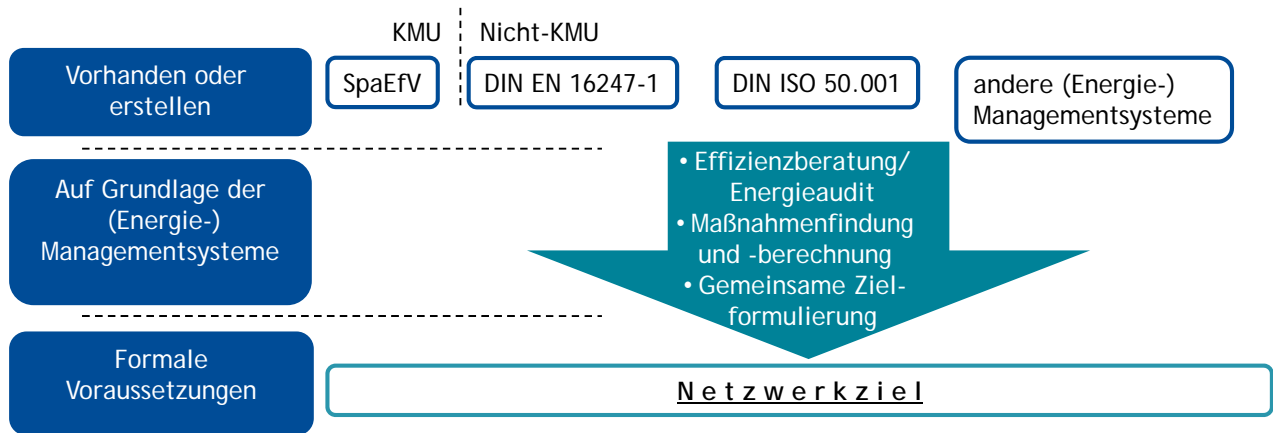 KMU
Nicht-KMU
Vorhanden oder
erstellen
SpaEfV
DIN EN 16247-1
DIN ISO 50.001
andere (Energie-)
Managementsysteme
Auf Grundlage der
(Energie-)
Managementsysteme
• Effizienzberatung/
Energieaudit
• Maßnahmenfindung
und -berechnung
• Gemeinsame Ziel-
formulierung
Formale
Voraussetzungen
Netzwerkziel